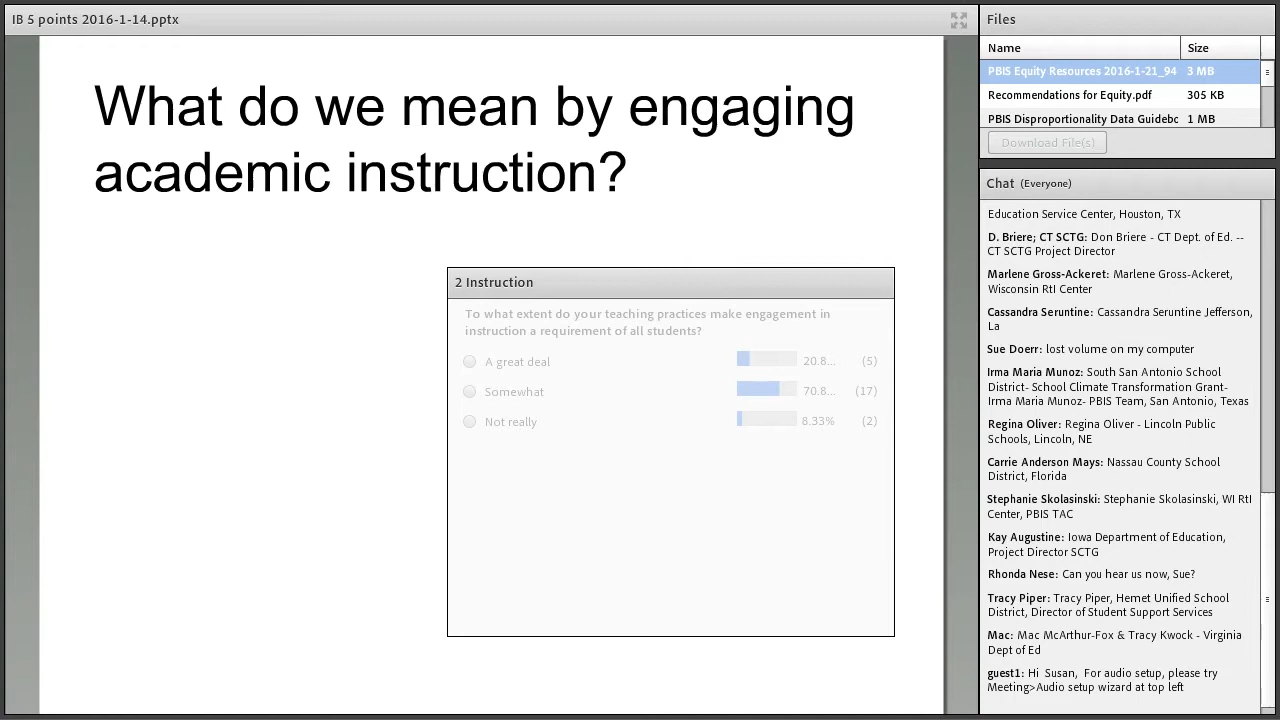 IB 5 points 2016-1-14.pptx
What do we mean by engaging
academic instruction?
2 Instruction
To what extent do your teaching practices make engagement in
instruction a requirement of all students?
A great deal 20.8... (5)
Somewhat 70.8... (17)
Not really 8.33% (2)
Files
Name Size
PBIS Equity Resources 2016-1-21_94 3 MB
Recommendations for Equity.pdf 305 KB
PBIS Disproportionality Data Guidebc 1 MB
Download File(s)
Chat (Everyone)
Education Service Center, Houston, TX
D. Briere; CT SCTG: Don Briere - CT Dept. of Ed. --
CT SCTG Project Director
Marlene Gross-Ackeret: Marlene Gross-Ackeret,
Wisconsin RtI Center
Cassandra Seruntine: Cassandra Seruntine Jefferson,
La
Sue Doerr: lost volume on my computer
Irma Maria Munoz: South San Antonio School
District- School Climate Transformation Grant-
Irma Maria Munoz- PBIS Team, San Antonio, Texas
Regina Oliver: Regina Oliver - Lincoln Public
Schools, Lincoln, NE
Carrie Anderson Mays: Nassau County School
District, Florida
Stephanie Skolasinski: Stephanie Skolasinski, WI RtI
Center, PBIS TAC
Kay Augustine: Iowa Department of Education,
Project Director SCTG
Rhonda Nese: Can you hear us now, Sue?
Tracy Piper: Tracy Piper, Hemet Unified School
District, Director of Student Support Services
Mac: Mac McArthur-Fox & Tracy Kwock - Virginia
Dept of Ed
guest1: Hi Susan, For audio setup, please try
Meeting>Audio setup wizard at top left